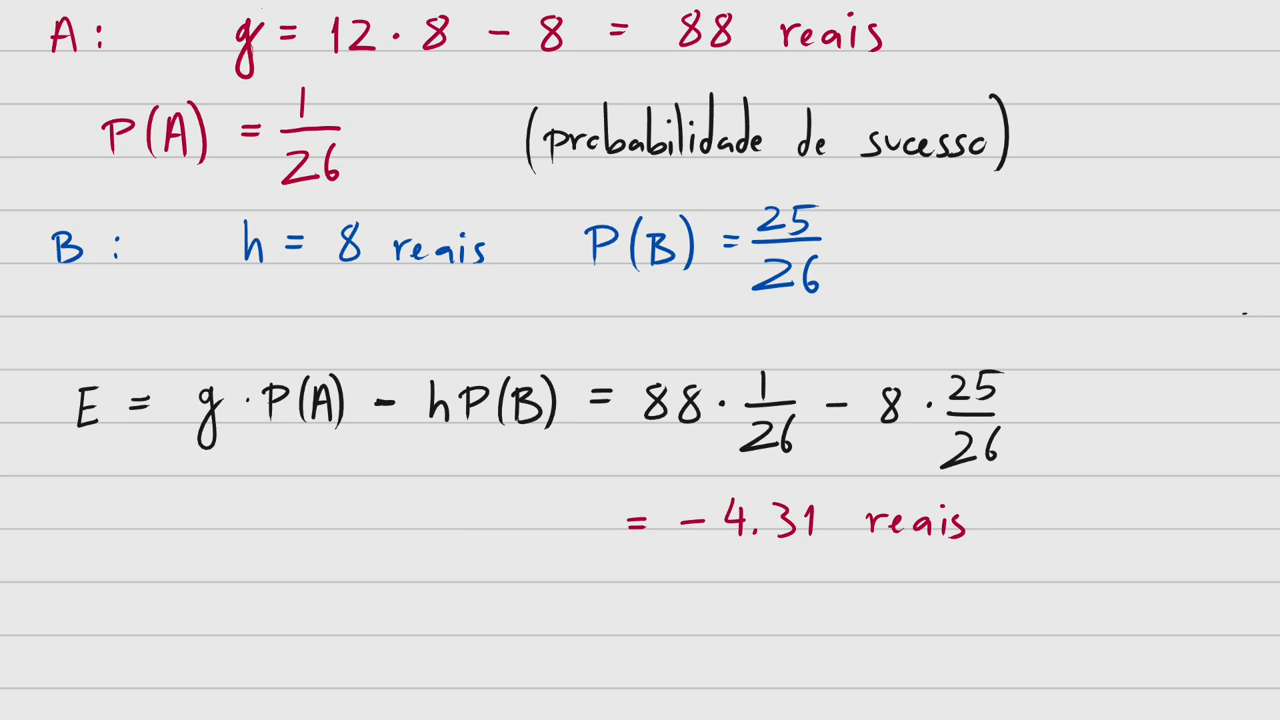 A: g = 12 · 8 - 8 = 88 reais
P(A) = 1/26 (probabilidade de sucesso)
B: h = 8 reais P(B) = 25/26
E = g · P(A) - hP(B) = 88 · 1/26 - 8 · 25/26
= - 4.31 reais